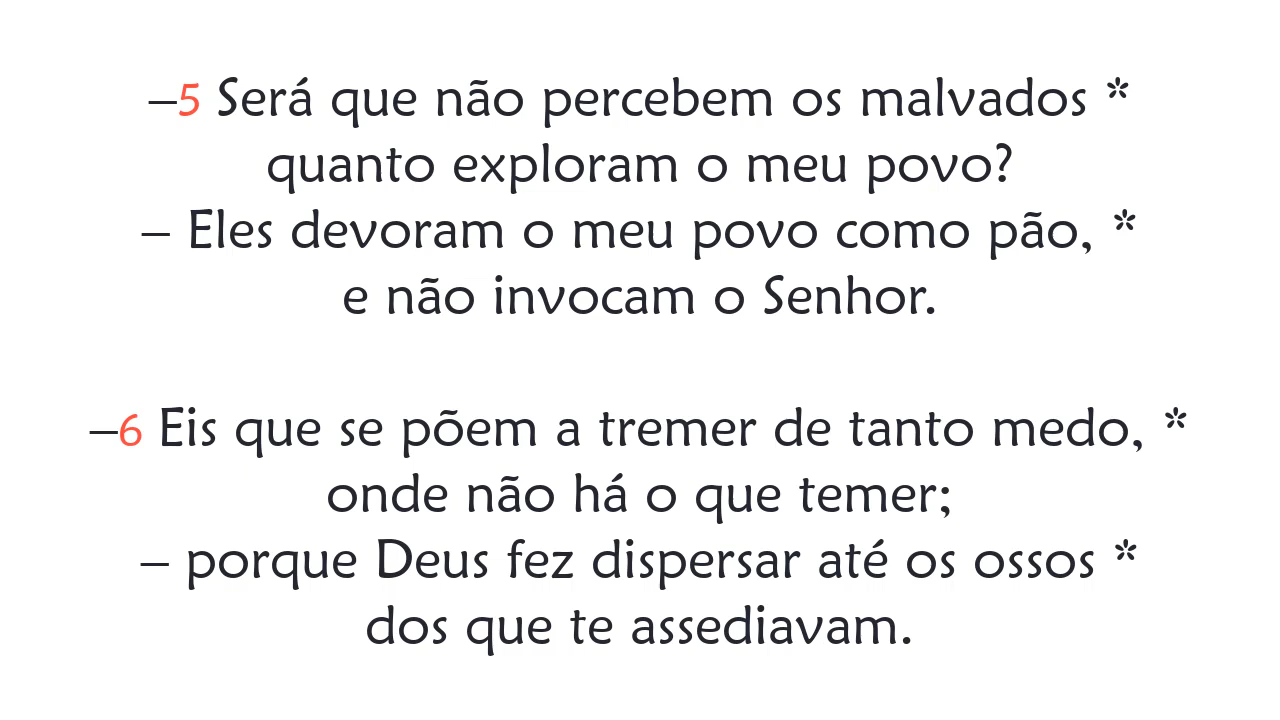 –5 Será que não percebem os malvados *
quanto exploram o meu povo?
– Eles devoram o meu povo como pão, *
e não invocam o Senhor.
–6 Eis que se põem a tremer de tanto medo, *
onde não há o que temer;
– porque Deus fez dispersar até os ossos *
dos que te assediavam.